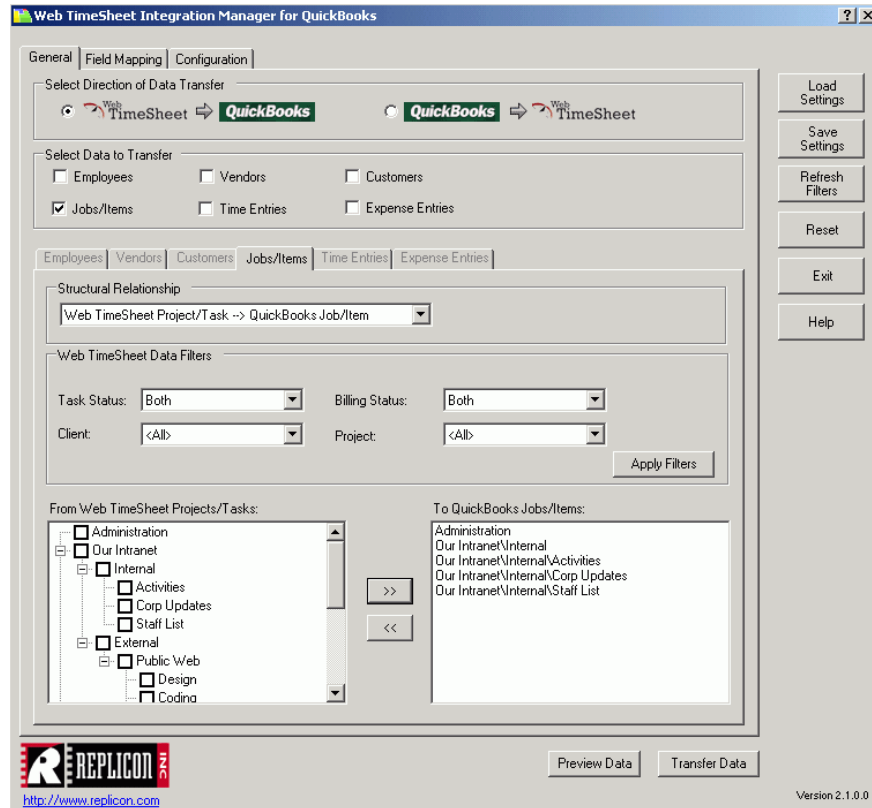 Web TimeSheet Integration Manager for QuickBooks
General Field Mapping Configuration
Select Direction of Data Transfer
Web TimeSheet QuickBooks QuickBooks Web TimeSheet
Select Data to Transfer
Employees Vendors Customers
Jobs/Items Time Entries Expense Entries
Employees Vendors Customers Jobs/Items Time Entries Expense Entries
Structural Relationship
Web TimeSheet Project/Task --> QuickBooks Job/Item
Web TimeSheet Data Filters
Task Status: Both Billing Status: Both
Client: <All> Project: <All>
Apply Filters
From Web TimeSheet Projects/Tasks:
Administration
Our Intranet
Internal
Activities
Corp Updates
Staff List
External
Public Web
Design
Coding
>>
<<
To QuickBooks Jobs/Items:
Administration
Our Intranet\Internal
Our Intranet\Internal\Activities
Our Intranet\Internal\Corp Updates
Our Intranet\Internal\Staff List
Load Settings
Save Settings
Refresh Filters
Reset
Exit
Help
R REPLICON INC
http://www.replicon.com
Preview Data Transfer Data
Version 2.1.0.0